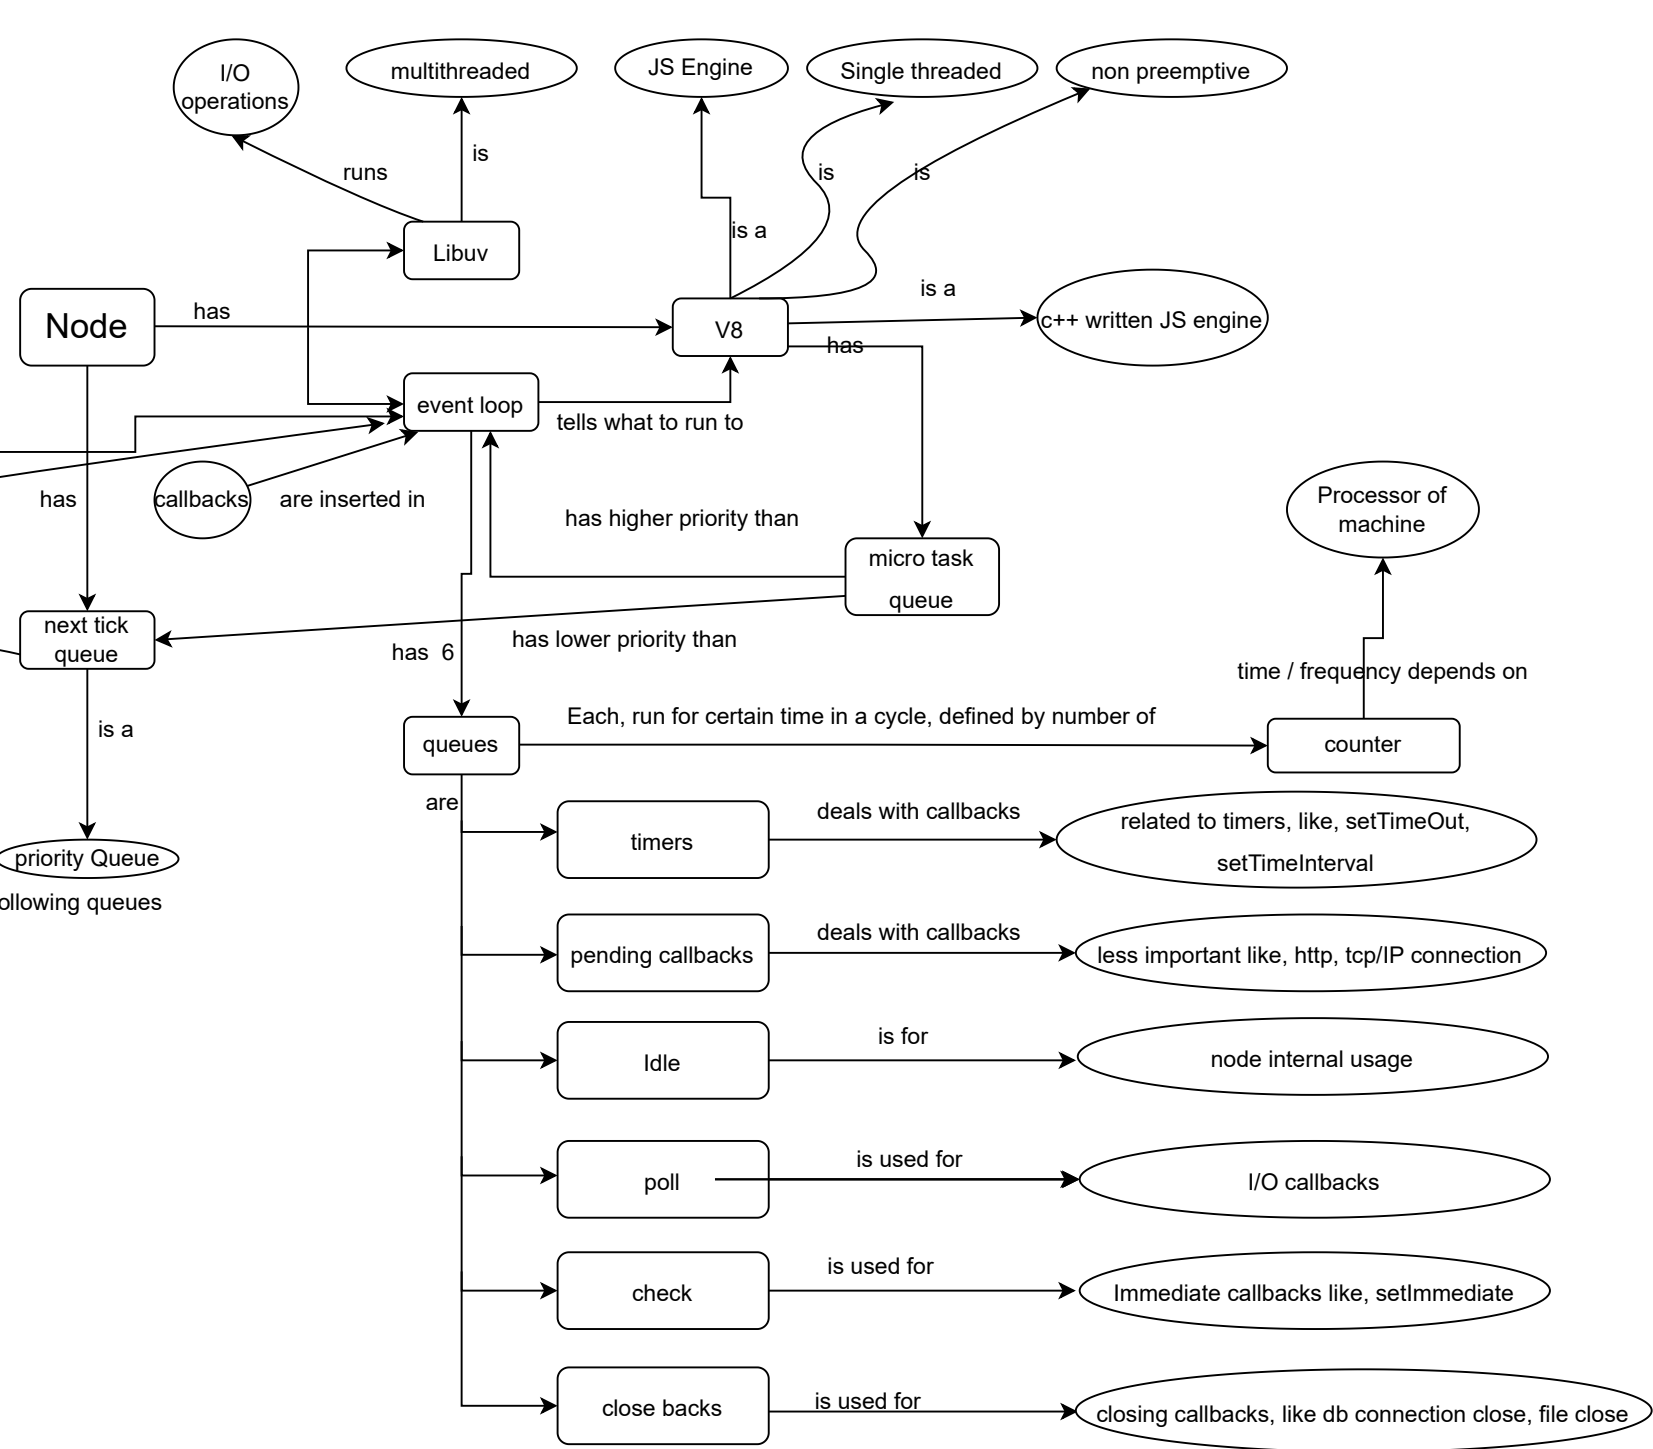 I/O
operations
multithreaded
JS Engine
Single threaded
non preemptive
runs
is
is
is
is a
Libuv
Node
has
V8
is a
c++ written JS engine
has
event loop
tells what to run to
has
callbacks
are inserted in
has higher priority than
Processor of
machine
micro task
queue
next tick
queue
has 6
has lower priority than
time / frequency depends on
is a
queues
Each, run for certain time in a cycle, defined by number of
counter
are
timers
deals with callbacks
related to timers, like, setTimeOut,
setTimeInterval
priority Queue
ollowing queues
pending callbacks
deals with callbacks
less important like, http, tcp/IP connection
Idle
is for
node internal usage
poll
is used for
I/O callbacks
check
is used for
Immediate callbacks like, setImmediate
close backs
is used for
closing callbacks, like db connection close, file close